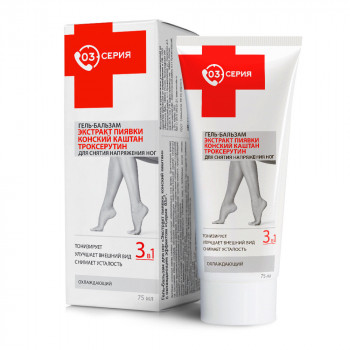 03 СЕРИЯ
ГЕЛЬ-БАЛЬЗАМ
ЭКСТРАКТ ПИЯВКИ
КОНСКИЙ КАШТАН
ТРОКСЕРУТИН
ДЛЯ СНЯТИЯ НАПРЯЖЕНИЯ НОГ
ТОНИЗИРУЕТ
УЛУЧШАЕТ ВНЕШНИЙ ВИД
СНИМАЕТ УСТАЛОСТЬ
3 в 1
ОХЛАЖДАЮЩИЙ
75 мл
03 СЕРИЯ
ГЕЛЬ-БАЛЬЗАМ
ЭКСТРАКТ ПИЯВКИ
КОНСКИЙ КАШТАН
ТРОКСЕРУТИН
ДЛЯ СНЯТИЯ НАПРЯЖЕНИЯ НОГ
ТОНИЗИРУЕТ
УЛУЧШАЕТ ВНЕШНИЙ ВИД
СНИМАЕТ УСТАЛОСТЬ
3 в 1
ОХЛАЖДАЮЩИЙ
75 мл